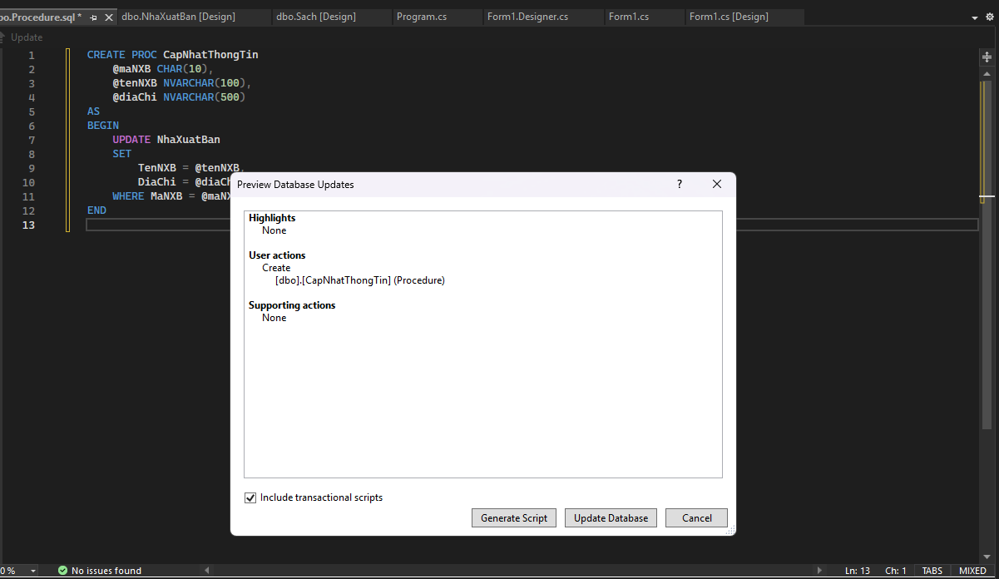 bo.Procedure.sql*
dbo.NhaXuatBan [Design]
dbo.Sach [Design]
Program.cs
Form1.Designer.cs
Form1.cs
Form1.cs [Design]
Update
1 CREATE PROC CapNhatThongTin
2 @maNXB CHAR(10),
3 @tenNXB NVARCHAR(100),
4 @diaChi NVARCHAR(500)
5 AS
6 BEGIN
7 UPDATE NhaXuatBan
8 SET
9 TenNXB = @tenNXB,
10 DiaChi = @diaCh
11 WHERE MaNXB = @maNX
12 END
13
Preview Database Updates
?
Highlights
None
User actions
Create
[dbo].[CapNhatThongTin] (Procedure)
Supporting actions
None
Include transactional scripts
Generate Script
Update Database
Cancel
0 %
No issues found
Ln: 13
Ch: 1
TABS
MIXED